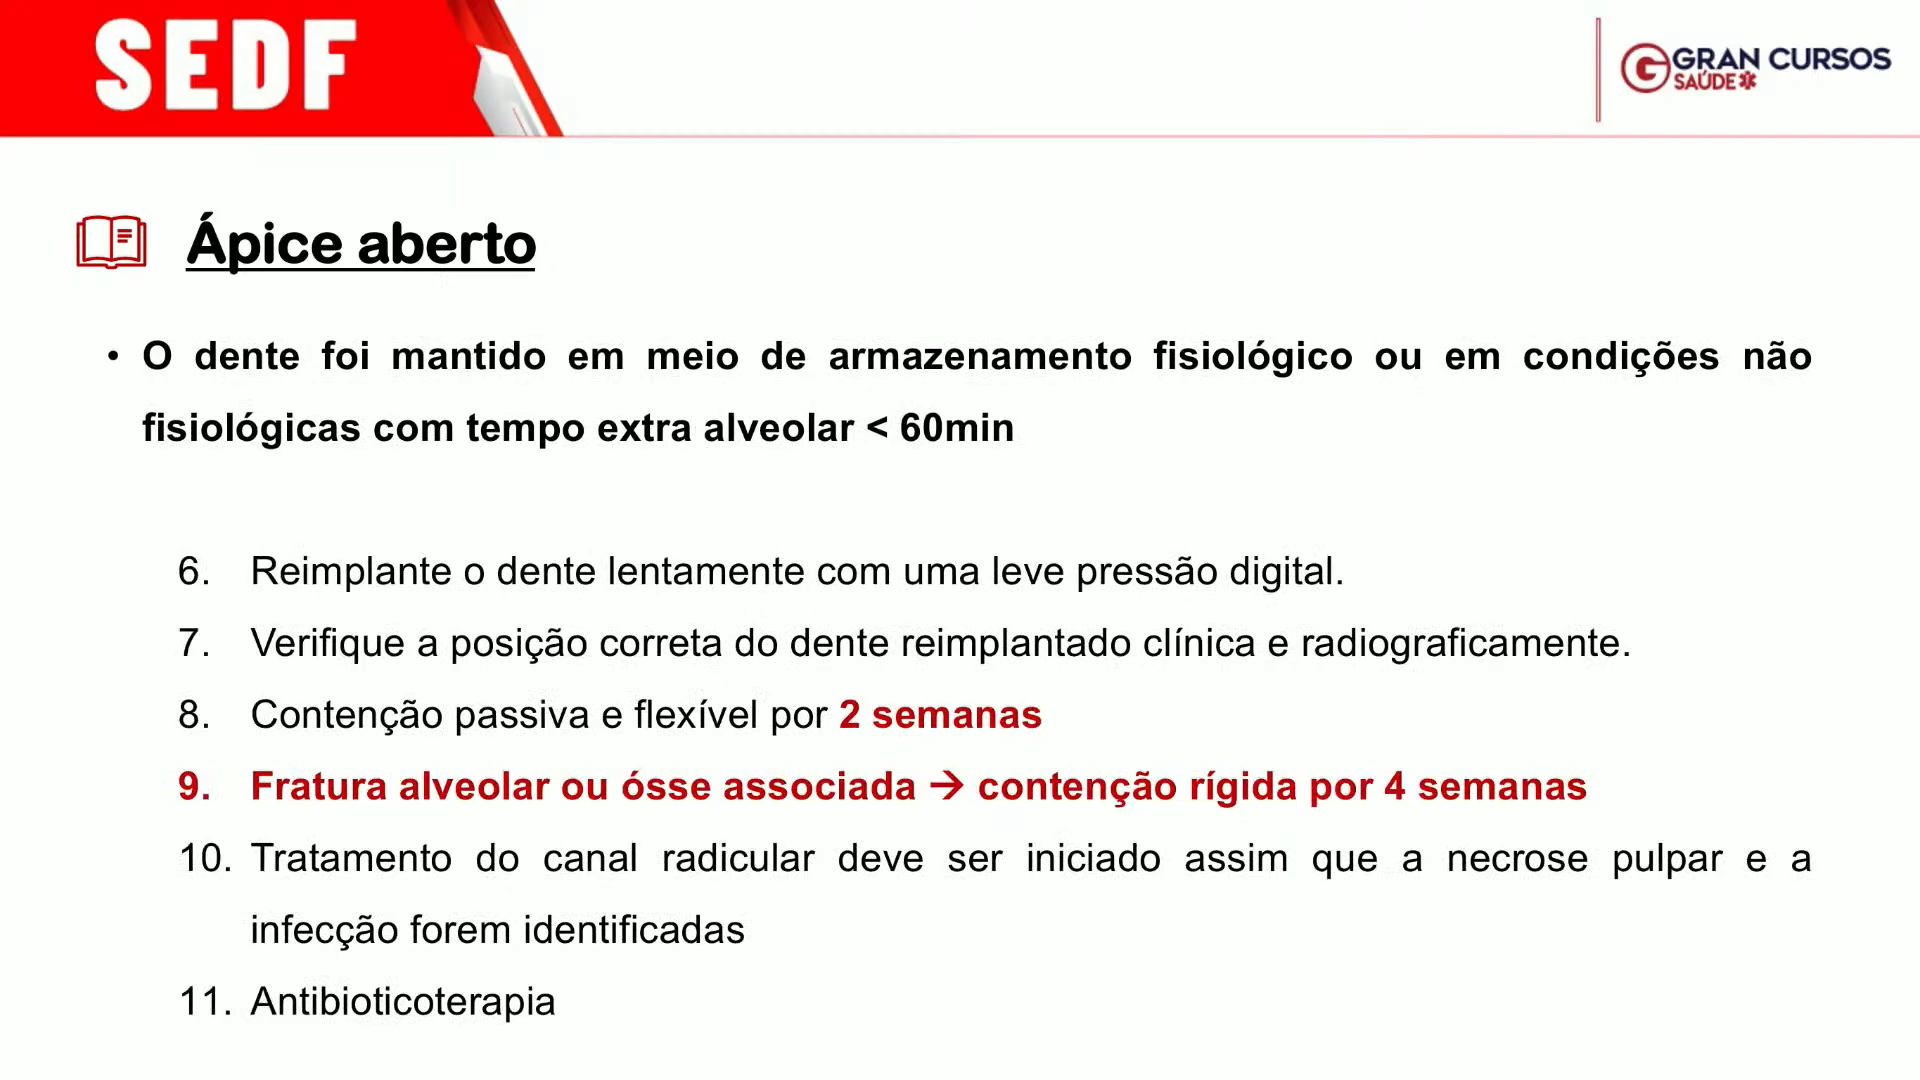 SEDF
GRAN CURSOS
SAÚDE
Ápice aberto
• O dente foi mantido em meio de armazenamento fisiológico ou em condições não
fisiológicas com tempo extra alveolar < 60min
6. Reimplante o dente lentamente com uma leve pressão digital.
7. Verifique a posição correta do dente reimplantado clínica e radiograficamente.
8. Contenção passiva e flexível por 2 semanas
9. Fratura alveolar ou ósse associada → contenção rígida por 4 semanas
10. Tratamento do canal radicular deve ser iniciado assim que a necrose pulpar e a
infecção forem identificadas
11. Antibioticoterapia